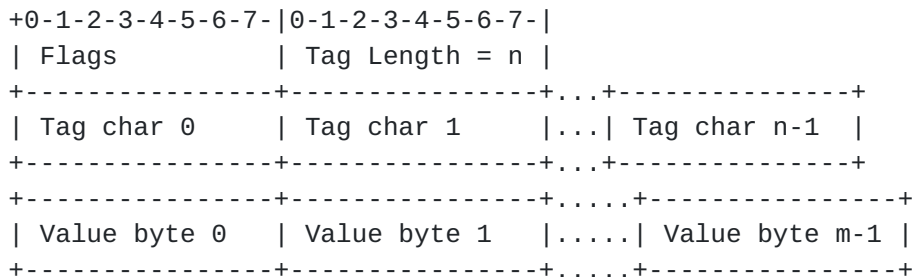 +0-1-2-3-4-5-6-7-|0-1-2-3-4-5-6-7-|
| Flags          | Tag Length = n |
+----------------+----------------+...+---------------+
| Tag char 0     | Tag char 1     |...| Tag char n-1  |
+----------------+----------------+...+---------------+
+----------------+----------------+.....+----------------+
| Value byte 0   | Value byte 1   |.....| Value byte m-1 |
+----------------+----------------+.....+----------------+